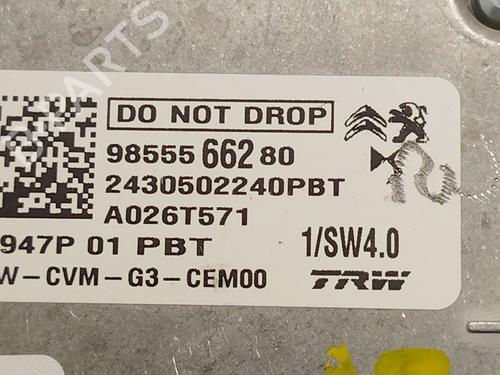 DO NOT DROP
98555 662 80
2430502240PBT
A026T571
947P 01 PBT 1/SW4.0
W-CVM-G3-CEM00 TRW